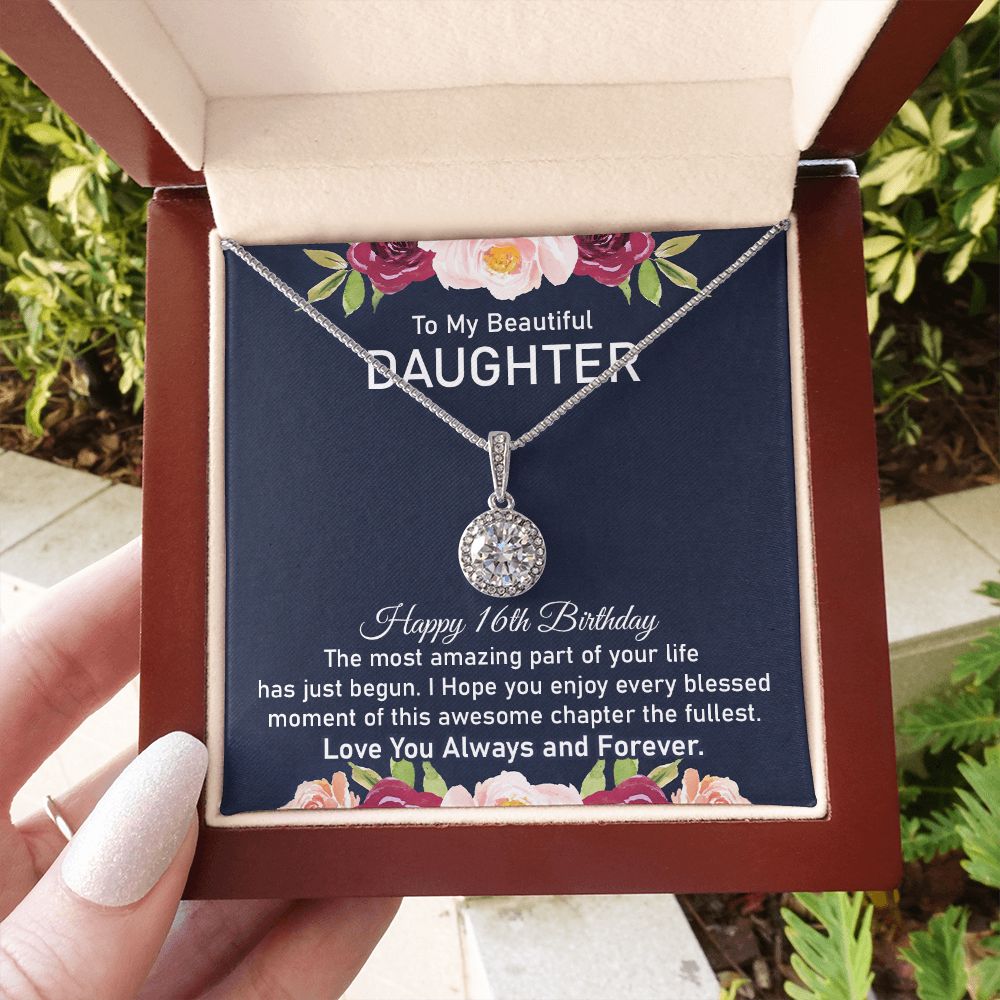 To My Beautiful
DAUGHTER
Happy 16th Birthday
The most amazing part of your life
has just begun. I Hope you enjoy every blessed
moment of this awesome chapter the fullest.
Love You Always and Forever.